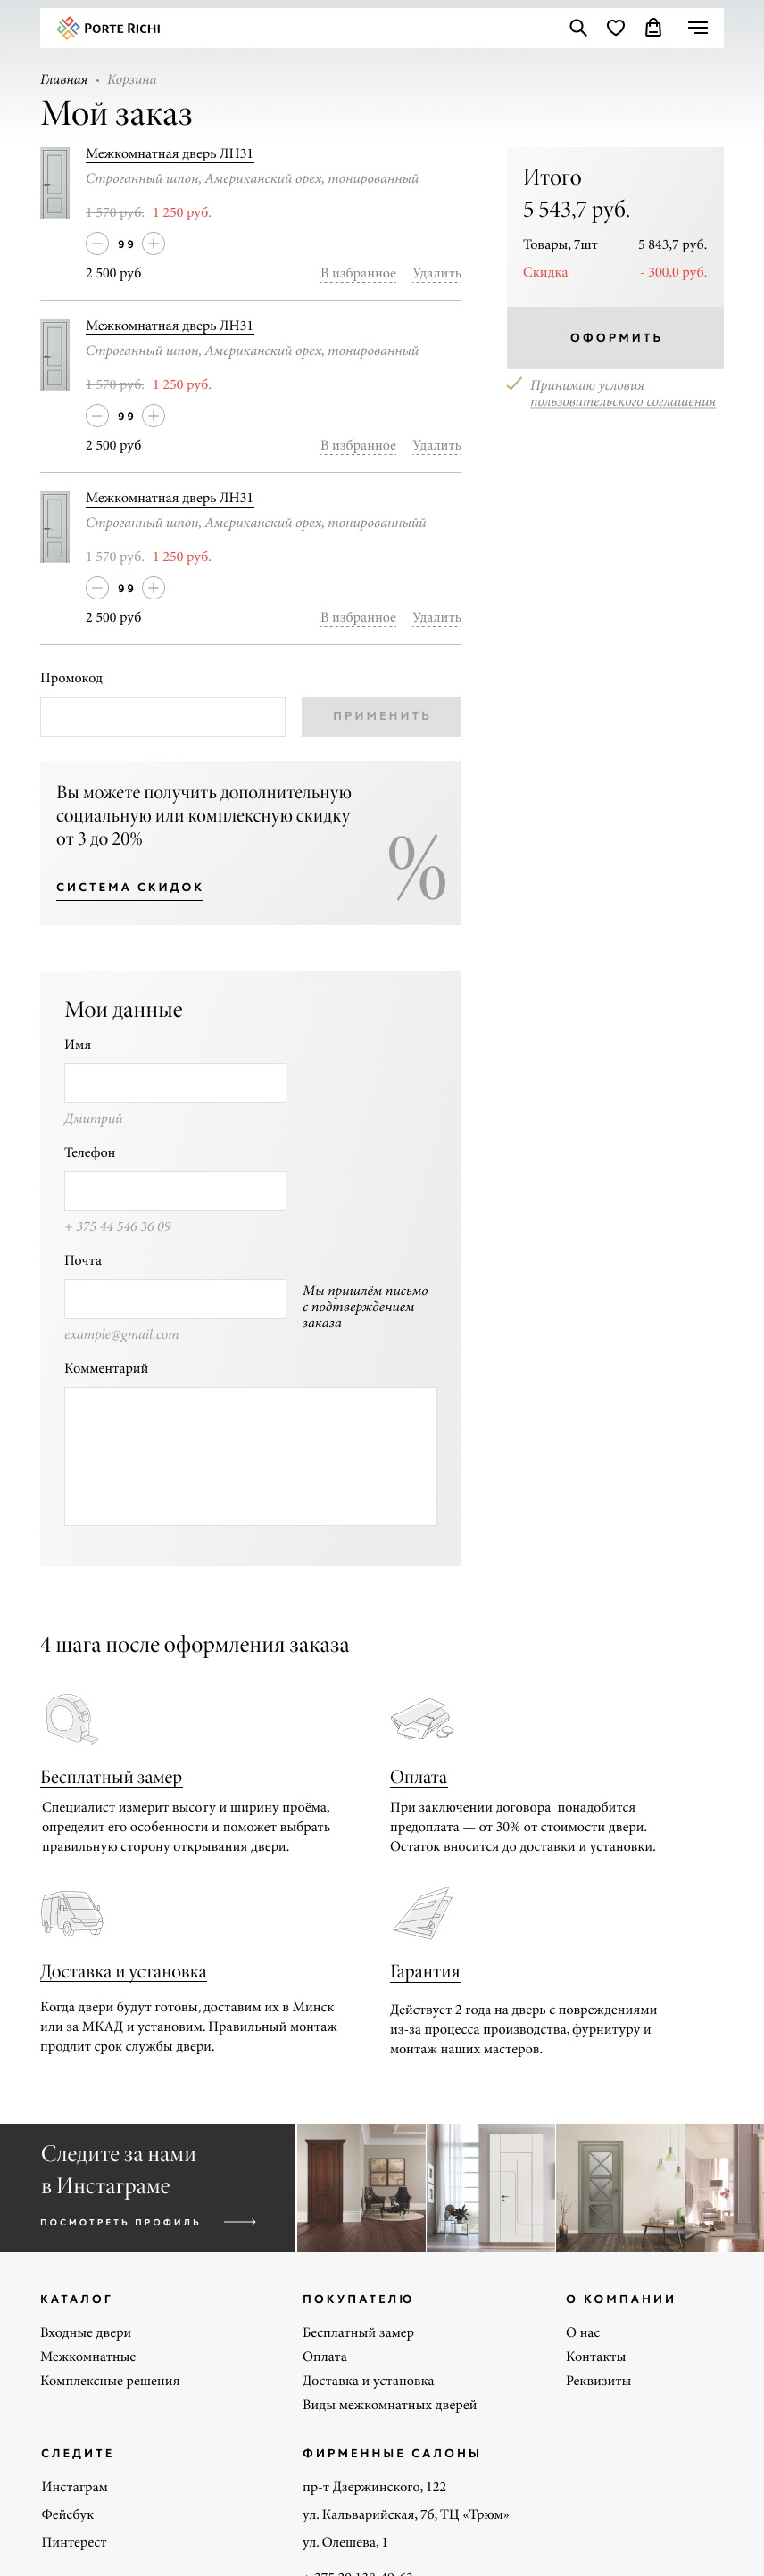 PORTE RICHI
Главная • Корзина
Мой заказ
Межкомнатная дверь ЛН31
Строганный шпон, Американский орех, тонированный
1 570 руб. 1 250 руб.
99
2 500 руб В избранное Удалить
Межкомнатная дверь ЛН31
Строганный шпон, Американский орех, тонированный
1 570 руб. 1 250 руб.
99
2 500 руб В избранное Удалить
Межкомнатная дверь ЛН31
Строганный шпон, Американский орех, тонированныйй
1 570 руб. 1 250 руб.
99
2 500 руб В избранное Удалить
Итого
5 543,7 руб.
Товары, 7шт 5 843,7 руб.
Скидка - 300,0 руб.
ОФОРМИТЬ
Принимаю условия
пользовательского соглашения
Промокод
ПРИМЕНИТЬ
Вы можете получить дополнительную
социальную или комплексную скидку
от 3 до 20%
%
СИСТЕМА СКИДОК
Мои данные
Имя
Дмитрий
Телефон
+ 375 44 546 36 09
Почта
Мы пришлём письмо
с подтверждением
заказа
example@gmail.com
Комментарий
4 шага после оформления заказа
Бесплатный замер
Специалист измерит высоту и ширину проёма,
определит его особенности и поможет выбрать
правильную сторону открывания двери.
Оплата
При заключении договора понадобится
предоплата — от 30% от стоимости двери.
Остаток вносится до доставки и установки.
Доставка и установка
Когда двери будут готовы, доставим их в Минск
или за МКАД и установим. Правильный монтаж
продлит срок службы двери.
Гарантия
Действует 2 года на дверь с повреждениями
из-за процесса производства, фурнитуру и
монтаж наших мастеров.
Следите за нами
в Инстаграме
ПОСМОТРЕТЬ ПРОФИЛЬ
КАТАЛОГ
Входные двери
Межкомнатные
Комплексные решения
ПОКУПАТЕЛЮ
Бесплатный замер
Оплата
Доставка и установка
Виды межкомнатных дверей
О КОМПАНИИ
О нас
Контакты
Реквизиты
СЛЕДИТЕ
Инстаграм
Фейсбук
Пинтерест
ФИРМЕННЫЕ САЛОНЫ
пр-т Дзержинского, 122
ул. Кальварийская, 7б, ТЦ «Трюм»
ул. Олешева, 1